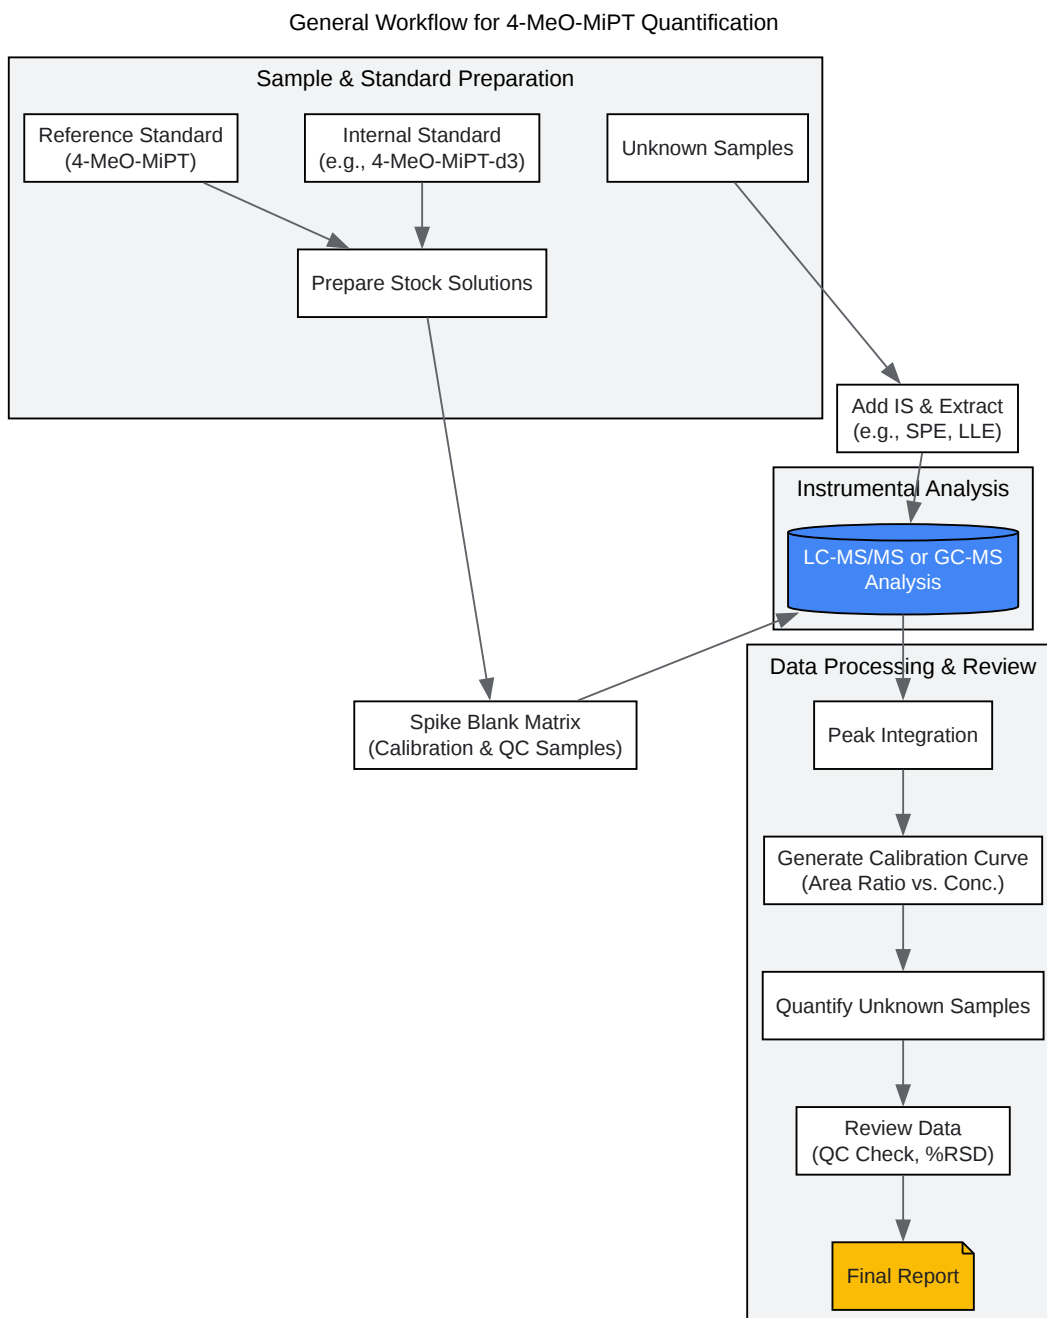 General Workflow for 4-MeO-MiPT Quantification
Sample & Standard Preparation
Reference Standard
(4-MeO-MiPT)
Internal Standard
(e.g., 4-MeO-MiPT-d3)
Unknown Samples
Prepare Stock Solutions
Add IS & Extract
(e.g., SPE, LLE)
Instrumental Analysis
LC-MS/MS or GC-MS
Analysis
Data Processing & Review
Spike Blank Matrix
(Calibration & QC Samples)
Peak Integration
Generate Calibration Curve
(Area Ratio vs. Conc.)
Quantify Unknown Samples
Review Data
(QC Check, %RSD)
Final Report